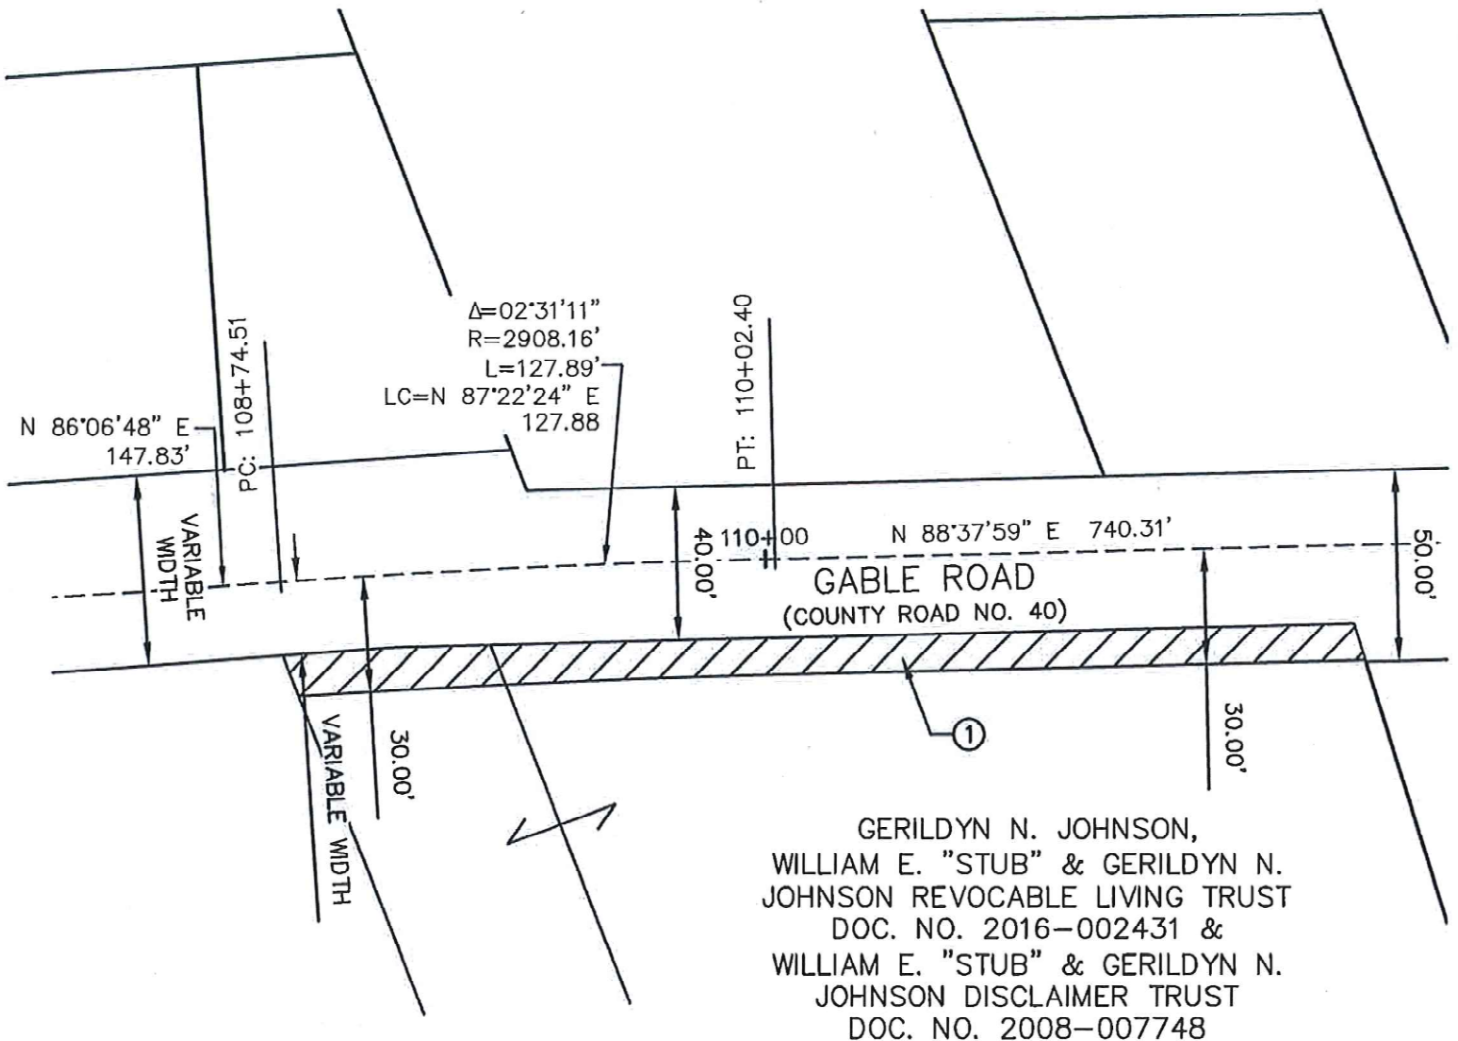 Δ=02°31'11"
R=2908.16'
L=127.89'
LC=N 87°22'24" E
127.88
N 86°06'48" E
147.83'
PC: 108+74.51
PT: 110+02.40
VARIABLE
WIDTH
40.00'
110+00
N 88°37'59" E 740.31'
50.00'
GABLE ROAD
(COUNTY ROAD NO. 40)
VARIABLE WIDTH
30.00'
1
30.00'
GERILDYN N. JOHNSON,
WILLIAM E. "STUB" & GERILDYN N.
JOHNSON REVOCABLE LIVING TRUST
DOC. NO. 2016-002431 &
WILLIAM E. "STUB" & GERILDYN N.
JOHNSON DISCLAIMER TRUST
DOC. NO. 2008-007748